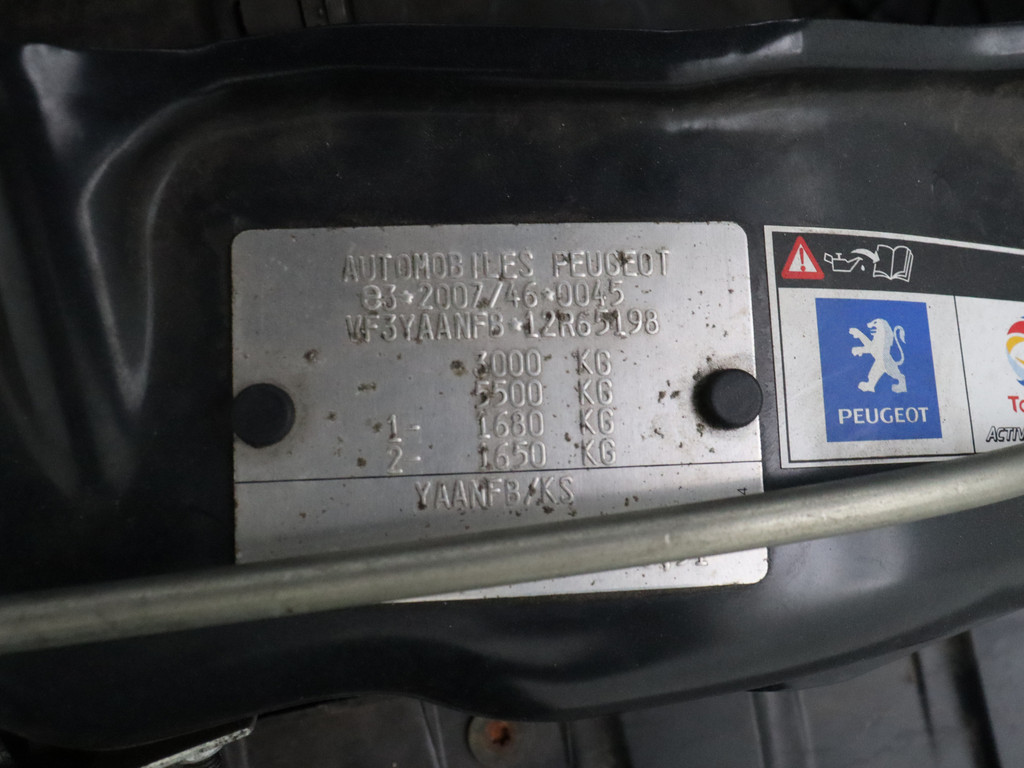 AUTOMOBILES PEUGEOT
e3*2007/46*0045
VF3YAANFB*12R65198
3000 KG
5500 KG
1- 1680 KG
2- 1650 KG
YAANFB/KS
4
PEUGEOT